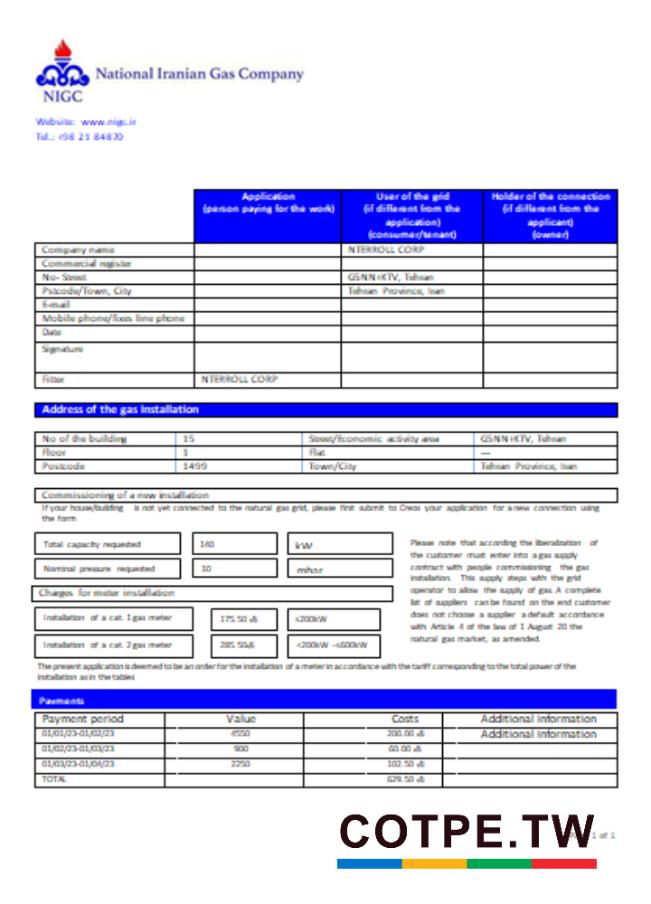 National Iranian Gas Company
NIGC
Website: www.nigc.ir
Tel.: +98 21 84870
Application (person paying for the work) User of the grid (if different from the application) (consumer/tenant) Holder of the connection (if different from the applicant) (owner)
Company name NTERROLL CORP
Commercial register
No- Street GSNN+KTV, Tehran
Pstcode/Town, City Tehran Province, Iran
E-mail
Mobile phone/fixes line phone
Date
Signature
Fitter NTERROLL CORP
Address of the gas installation
No of the building 15 Street/Economic activity area GSNN+KTV, Tehran
Floor 1 Flat —
Postcode 1499 Town/City Tehran Province, Iran
Commissioning of a new installation
If your house/building is not yet connected to the natural gas grid, please first submit to Creos your application for a new connection using
the form
Total capacity requested 140 kW
Nominal pressure requested 10 mbar
Please note that according the liberalization of
the customer must enter into a gas supply
contract with people commissioning the gas
installation. This supply steps with the grid
operator to allow the supply of gas. A complete
list of suppliers can be found on the end customer
does not choose a supplier a default accordance
with Article 4 of the law of 1 August 20 the
natural gas market, as amended.
Charges for meter installation
Installation of a cat. 1 gas meter 175.50 ≤200kW
Installation of a cat. 2 gas meter 285.50 <200kW -≤600kW
The present application is deemed to be an order for the installation of a meter in accordance with the tariff corresponding to the total power of the
installation as in the tables
Payments
Payment period Value Costs Additional information
01/01/23-01/02/23 4550 200.00 Additional information
01/02/23-01/03/23 900 60.00
01/03/23-01/04/23 2250 102.50
TOTAL 629.50
COTPE.TW
1 of 1